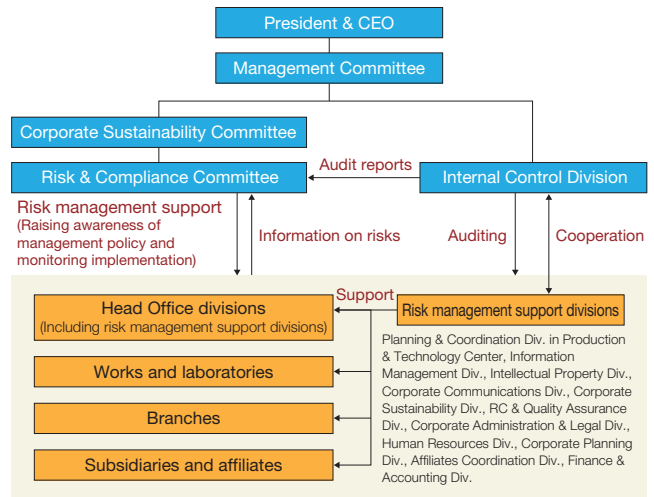 President & CEO
Management Committee
Corporate Sustainability Committee
Risk & Compliance Committee
Audit reports
Internal Control Division
Risk management support
(Raising awareness of
management policy and
monitoring implementation)
Information on risks
Auditing
Cooperation
Head Office divisions
(Including risk management support divisions)
Support
Risk management support divisions
Works and laboratories
Branches
Subsidiaries and affiliates
Planning & Coordination Div. in Production
& Technology Center, Information
Management Div., Intellectual Property Div.,
Corporate Communications Div., Corporate
Sustainability Div., RC & Quality Assurance
Div., Corporate Administration & Legal Div.,
Human Resources Div., Corporate Planning
Div., Affiliates Coordination Div., Finance &
Accounting Div.